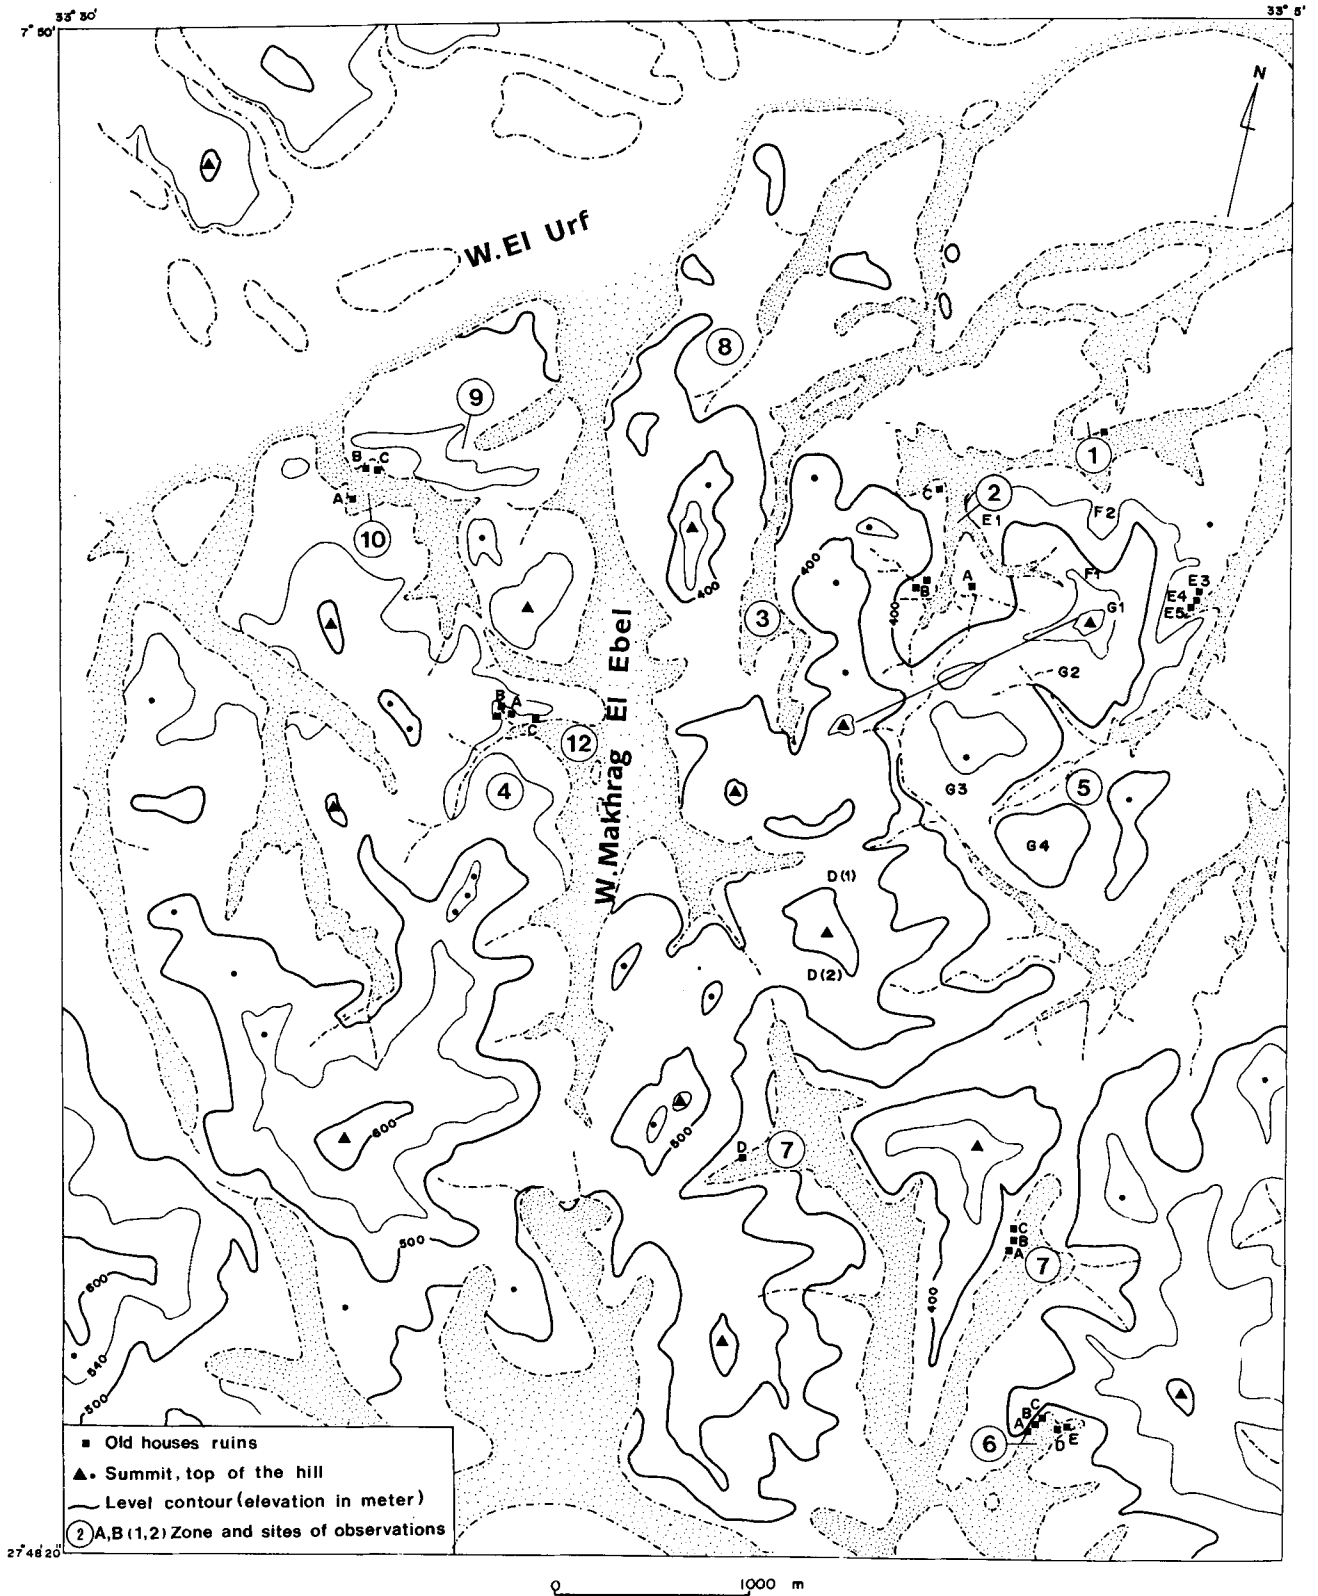 33° 30'
33° 5'
7° 50'
N
W. El Urf
8
9
B C
A
10
1
C
2
E1
F2
400
400
400
B
A
F1
E3
E4
E5
G1
3
G2
W. Makhrag El Ebel
B A
C
12
4
G3
5
G4
D(1)
D(2)
600
500
D
7
500
C
B
A
7
400
600
540
500
C
B
A
D E
6
■ Old houses ruins
▲• Summit, top of the hill
Level contour (elevation in meter)
2 A,B (1,2) Zone and sites of observations
27° 48' 20"
0 1000 m